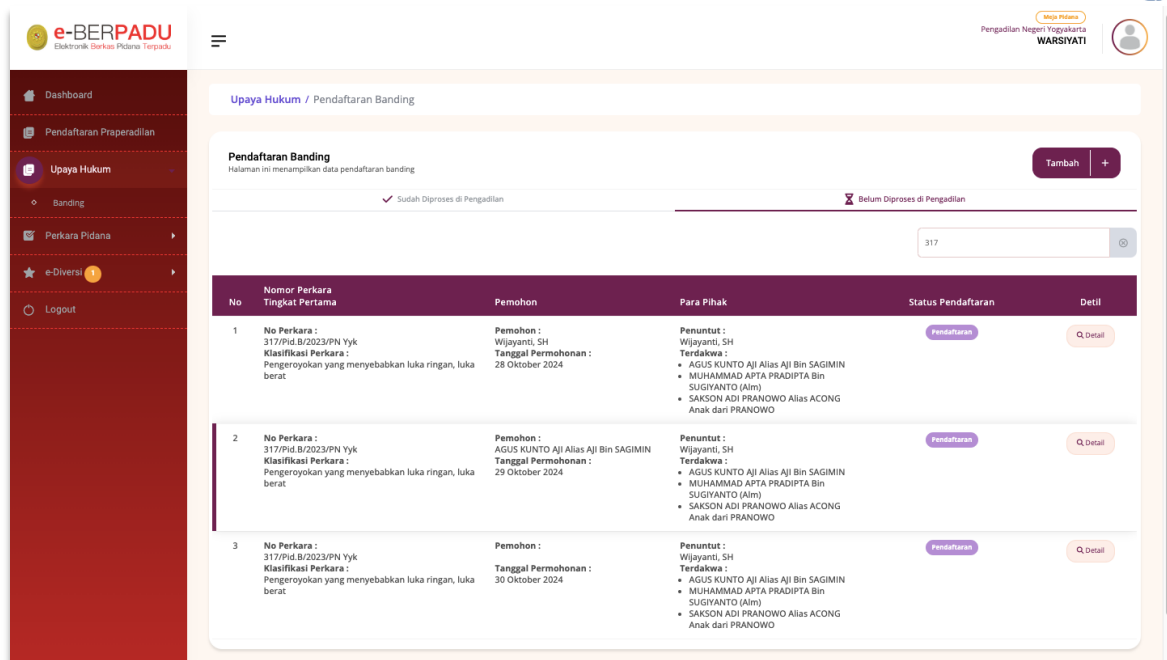 e-BERPADU
Elektronik Berkas Pidana Terpadu
Meja Pidana
Pengadilan Negeri Yogyakarta
WARSIYATI
Dashboard
Pendaftaran Praperadilan
Upaya Hukum
Banding
Perkara Pidana
e-Diversi 1
Logout
Upaya Hukum / Pendaftaran Banding
Pendaftaran Banding
Halaman ini menampilkan data pendaftaran banding
Tambah +
Sudah Diproses di Pengadilan
Belum Diproses di Pengadilan
317
No Nomor Perkara Tingkat Pertama Pemohon Para Pihak Status Pendaftaran Detil
1
No Perkara :
317/Pid.B/2023/PN Yyk
Klasifikasi Perkara :
Pengeroyokan yang menyebabkan luka ringan, luka
berat
Pemohon :
Wijayanti, SH
Tanggal Permohonan :
28 Oktober 2024
Penuntut :
Wijayanti, SH
Terdakwa :
• AGUS KUNTO AJI Alias AJI Bin SAGIMIN
• MUHAMMAD APTA PRADIPTA Bin
SUGIYANTO (Alm)
• SAKSON ADI PRANOWO Alias ACONG
Anak dari PRANOWO
Pendaftaran
Detail
2
No Perkara :
317/Pid.B/2023/PN Yyk
Klasifikasi Perkara :
Pengeroyokan yang menyebabkan luka ringan, luka
berat
Pemohon :
AGUS KUNTO AJI Alias AJI Bin SAGIMIN
Tanggal Permohonan :
29 Oktober 2024
Penuntut :
Wijayanti, SH
Terdakwa :
• AGUS KUNTO AJI Alias AJI Bin SAGIMIN
• MUHAMMAD APTA PRADIPTA Bin
SUGIYANTO (Alm)
• SAKSON ADI PRANOWO Alias ACONG
Anak dari PRANOWO
Pendaftaran
Detail
3
No Perkara :
317/Pid.B/2023/PN Yyk
Klasifikasi Perkara :
Pengeroyokan yang menyebabkan luka ringan, luka
berat
Pemohon :
Tanggal Permohonan :
30 Oktober 2024
Penuntut :
Wijayanti, SH
Terdakwa :
• AGUS KUNTO AJI Alias AJI Bin SAGIMIN
• MUHAMMAD APTA PRADIPTA Bin
SUGIYANTO (Alm)
• SAKSON ADI PRANOWO Alias ACONG
Anak dari PRANOWO
Pendaftaran
Detail